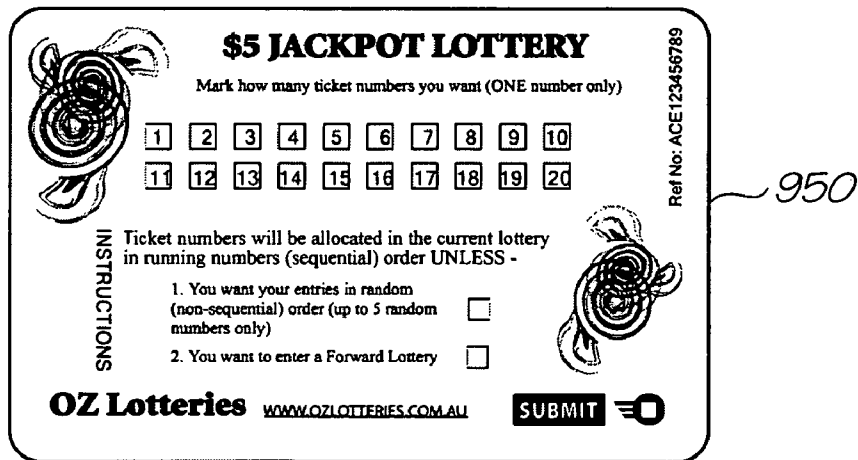 $5 JACKPOT LOTTERY
Mark how many ticket numbers you want (ONE number only)
1 2 3 4 5 6 7 8 9 10
11 12 13 14 15 16 17 18 19 20
Ref No: ACE123456789
950
INSTRUCTIONS
Ticket numbers will be allocated in the current lottery
in running numbers (sequential) order UNLESS -
1. You want your entries in random
(non-sequential) order (up to 5 random
numbers only)
2. You want to enter a Forward Lottery
OZ Lotteries WWW.OZLOTTERIES.COM.AU SUBMIT